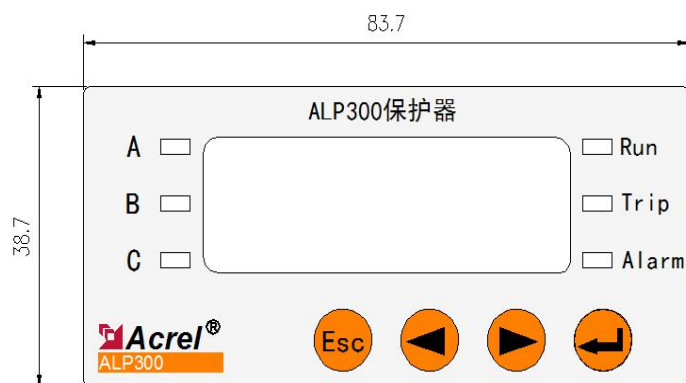 83.7
38.7
ALP300保护器
A
Run
B
Trip
C
Alarm
Acrel®
ALP300
Esc